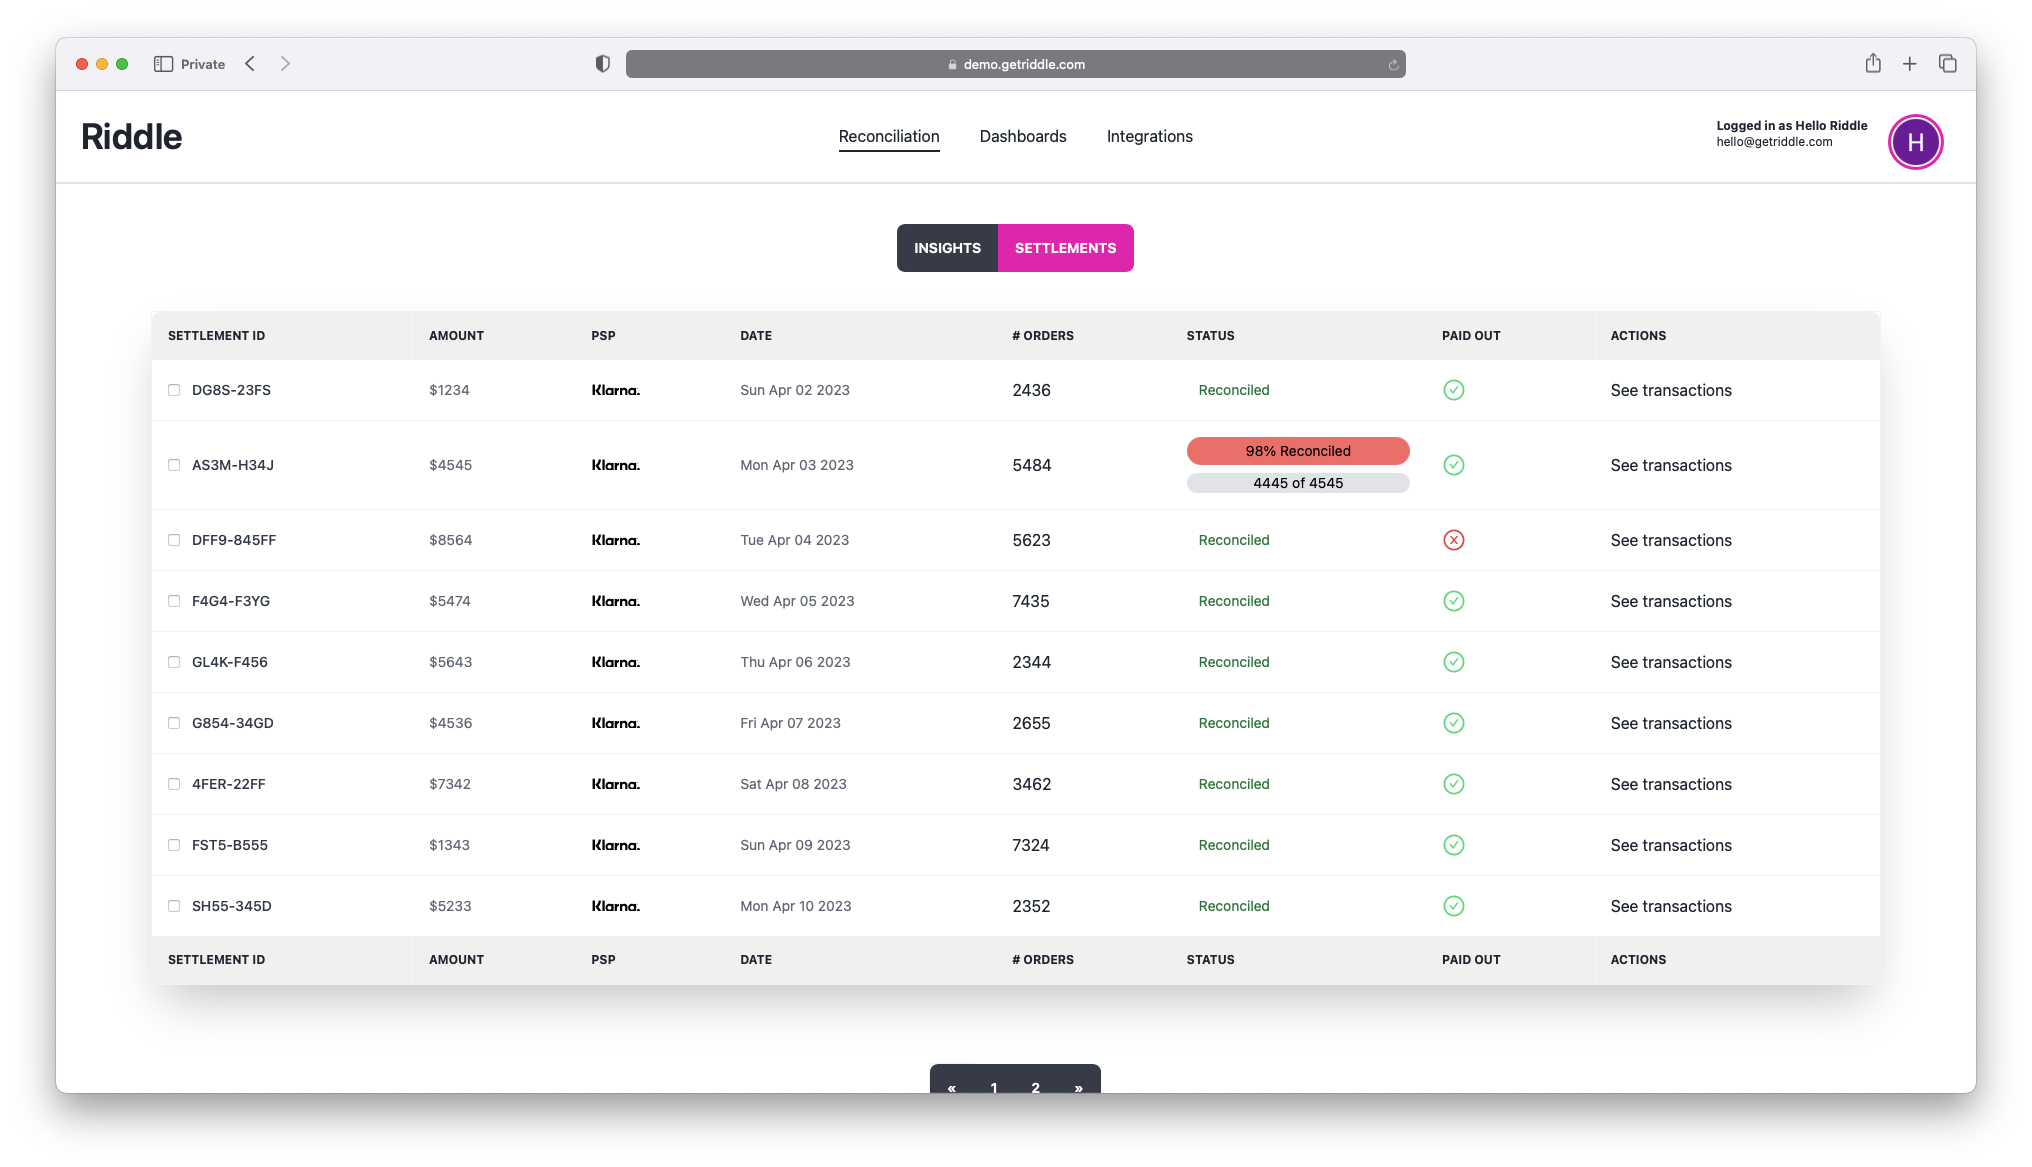 Private
demo.getriddle.com
Riddle
Reconciliation Dashboards Integrations
Logged in as Hello Riddle
hello@getriddle.com
H
INSIGHTS SETTLEMENTS
SETTLEMENT ID AMOUNT PSP DATE # ORDERS STATUS PAID OUT ACTIONS
DG8S-23FS $1234 Klarna. Sun Apr 02 2023 2436 Reconciled See transactions
98% Reconciled
AS3M-H34J $4545 Klarna. Mon Apr 03 2023 5484 See transactions
4445 of 4545
DFF9-845FF $8564 Klarna. Tue Apr 04 2023 5623 Reconciled See transactions
F4G4-F3YG $5474 Klarna. Wed Apr 05 2023 7435 Reconciled See transactions
GL4K-F456 $5643 Klarna. Thu Apr 06 2023 2344 Reconciled See transactions
G854-34GD $4536 Klarna. Fri Apr 07 2023 2655 Reconciled See transactions
4FER-22FF $7342 Klarna. Sat Apr 08 2023 3462 Reconciled See transactions
FST5-B555 $1343 Klarna. Sun Apr 09 2023 7324 Reconciled See transactions
SH55-345D $5233 Klarna. Mon Apr 10 2023 2352 Reconciled See transactions
SETTLEMENT ID AMOUNT PSP DATE # ORDERS STATUS PAID OUT ACTIONS
« 1 2 »